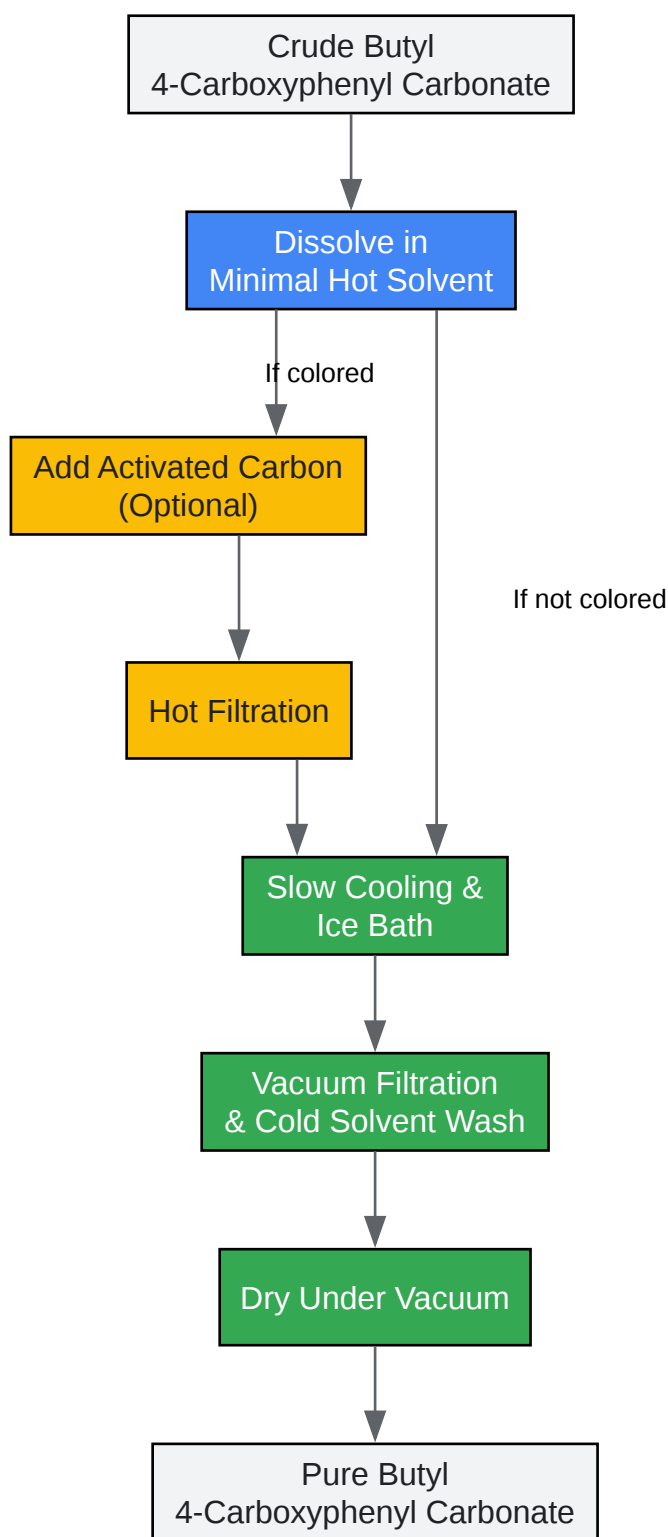 Crude Butyl
4-Carboxyphenyl Carbonate
Dissolve in
Minimal Hot Solvent
If colored
Add Activated Carbon
(Optional)
If not colored
Hot Filtration
Slow Cooling &
Ice Bath
Vacuum Filtration
& Cold Solvent Wash
Dry Under Vacuum
Pure Butyl
4-Carboxyphenyl Carbonate